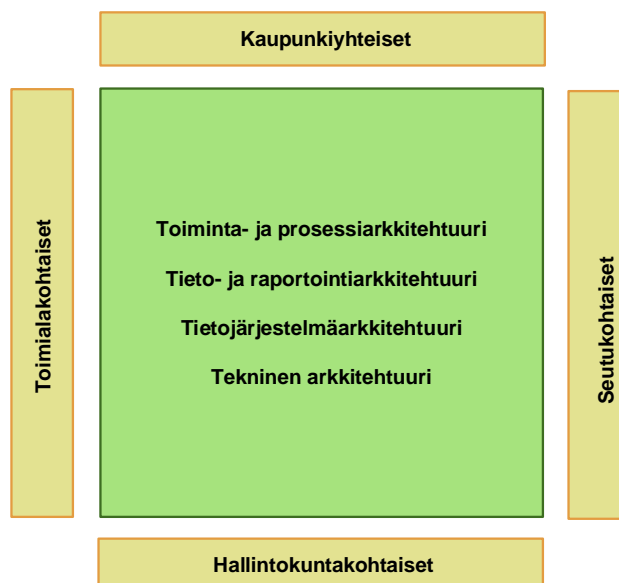 Kaupunkiyhteiset
Toimialakohtaiset
Toiminta- ja prosessiarkkitehtuuri
Tieto- ja raportointiarkkitehtuuri
Tietojärjestelmäarkkitehtuuri
Tekninen arkkitehtuuri
Seutukohtaiset
Hallintokuntakohtaiset